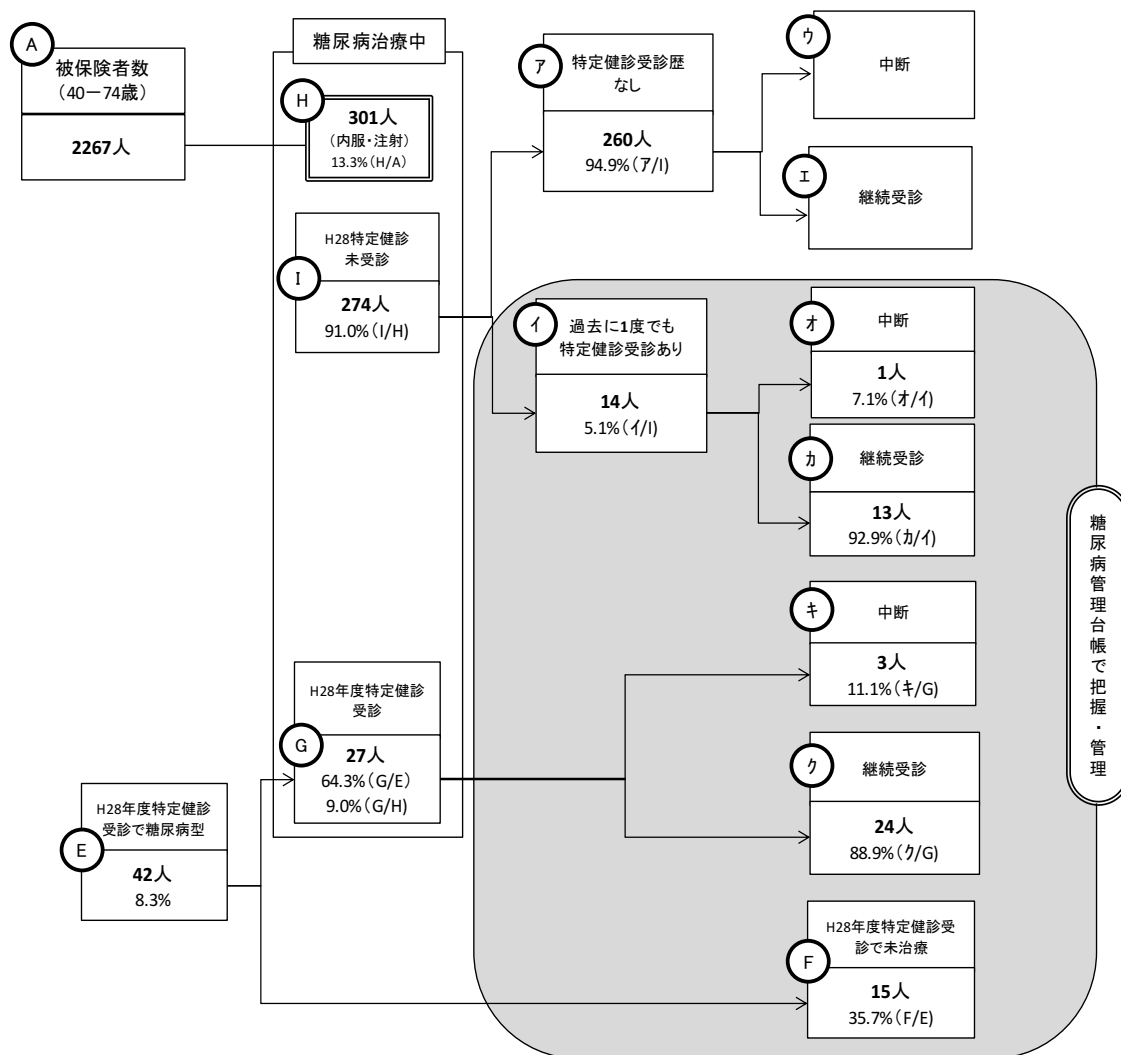 A
被保険者数
（40－74歳）
2267人
糖尿病治療中
H
301人
（内服・注射）
13.3%（H/A）
I
H28特定健診
未受診
274人
91.0%（I/H）
ア
特定健診受診歴
なし
260人
94.9%（ア/I）
ウ
中断
エ
継続受診
イ
過去に1度でも
特定健診受診あり
14人
5.1%（イ/I）
オ
中断
1人
7.1%（オ/イ）
カ
継続受診
13人
92.9%（カ/イ）
キ
中断
3人
11.1%（キ/G）
G
H28年度特定健診
受診
27人
64.3%（G/E）
9.0%（G/H）
ク
継続受診
24人
88.9%（ク/G）
E
H28年度特定健診
受診で糖尿病型
42人
8.3%
F
H28年度特定健診受
診で未治療
15人
35.7%（F/E）
糖尿病管理台帳で把握・管理